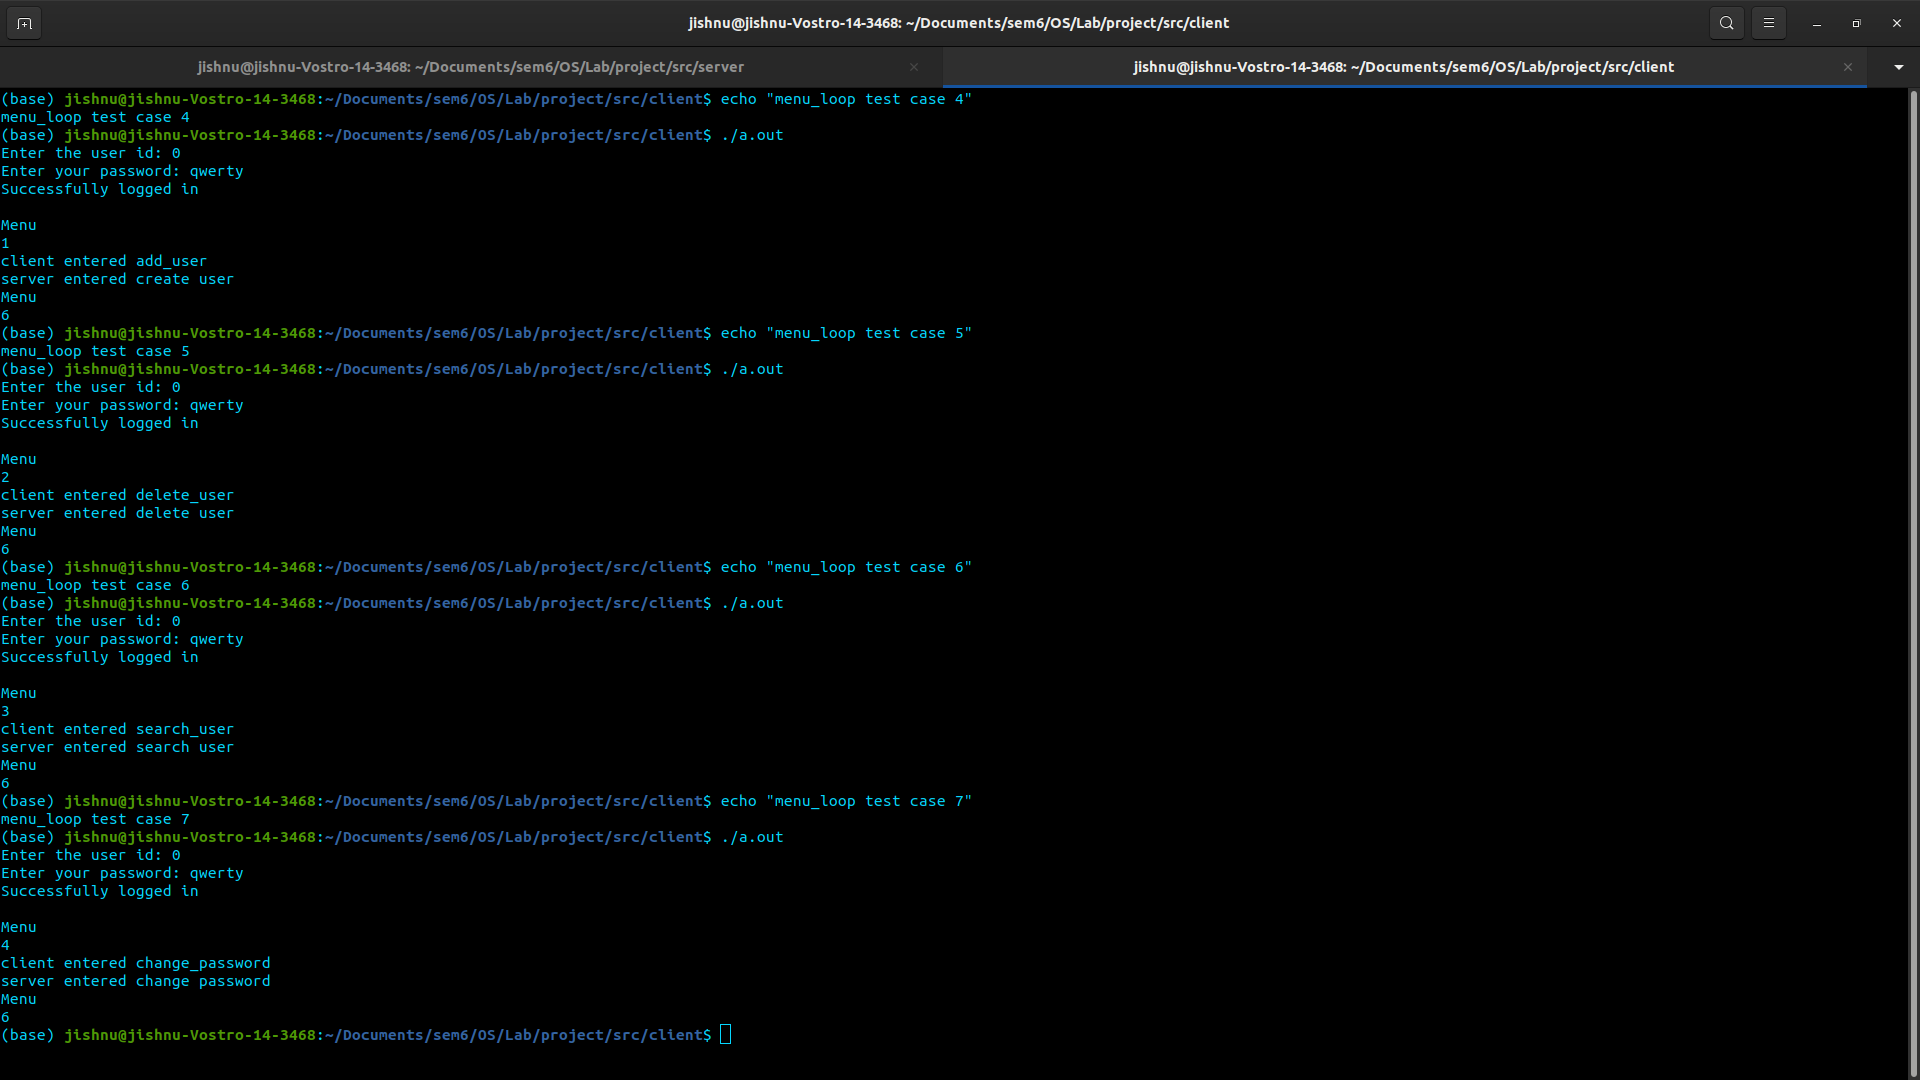 jishnu@jishnu-Vostro-14-3468: ~/Documents/sem6/OS/Lab/project/src/client
jishnu@jishnu-Vostro-14-3468: ~/Documents/sem6/OS/Lab/project/src/server
jishnu@jishnu-Vostro-14-3468: ~/Documents/sem6/OS/Lab/project/src/client
(base) jishnu@jishnu-Vostro-14-3468:~/Documents/sem6/OS/Lab/project/src/client$ echo "menu_loop test case 4"
menu_loop test case 4
(base) jishnu@jishnu-Vostro-14-3468:~/Documents/sem6/OS/Lab/project/src/client$ ./a.out
Enter the user id: 0
Enter your password: qwerty
Successfully logged in
Menu
1
client entered add_user
server entered create user
Menu
6
(base) jishnu@jishnu-Vostro-14-3468:~/Documents/sem6/OS/Lab/project/src/client$ echo "menu_loop test case 5"
menu_loop test case 5
(base) jishnu@jishnu-Vostro-14-3468:~/Documents/sem6/OS/Lab/project/src/client$ ./a.out
Enter the user id: 0
Enter your password: qwerty
Successfully logged in
Menu
2
client entered delete_user
server entered delete user
Menu
6
(base) jishnu@jishnu-Vostro-14-3468:~/Documents/sem6/OS/Lab/project/src/client$ echo "menu_loop test case 6"
menu_loop test case 6
(base) jishnu@jishnu-Vostro-14-3468:~/Documents/sem6/OS/Lab/project/src/client$ ./a.out
Enter the user id: 0
Enter your password: qwerty
Successfully logged in
Menu
3
client entered search_user
server entered search user
Menu
6
(base) jishnu@jishnu-Vostro-14-3468:~/Documents/sem6/OS/Lab/project/src/client$ echo "menu_loop test case 7"
menu_loop test case 7
(base) jishnu@jishnu-Vostro-14-3468:~/Documents/sem6/OS/Lab/project/src/client$ ./a.out
Enter the user id: 0
Enter your password: qwerty
Successfully logged in
Menu
4
client entered change_password
server entered change password
Menu
6
(base) jishnu@jishnu-Vostro-14-3468:~/Documents/sem6/OS/Lab/project/src/client$